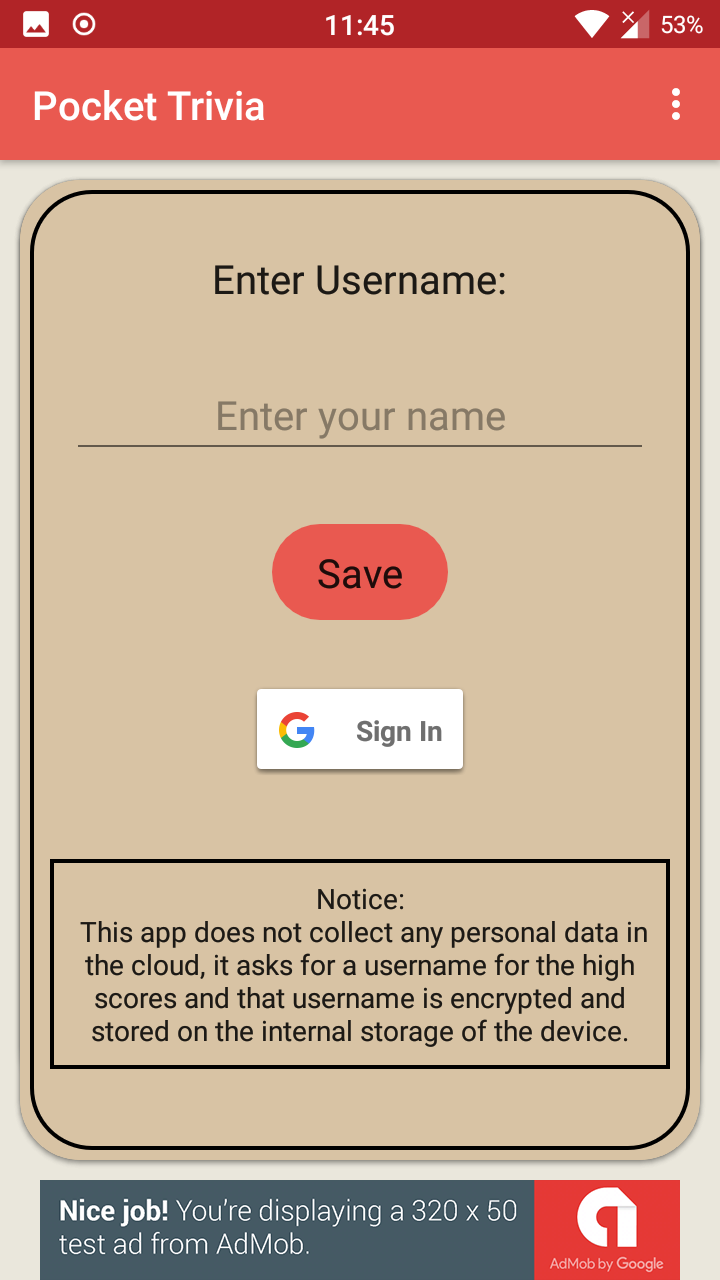 11:45
53%
Pocket Trivia
Enter Username:
Enter your name
Save
Sign In
Notice:
This app does not collect any personal data in
the cloud, it asks for a username for the high
scores and that username is encrypted and
stored on the internal storage of the device.
Nice job! You're displaying a 320 x 50
test ad from AdMob.
AdMob by Google